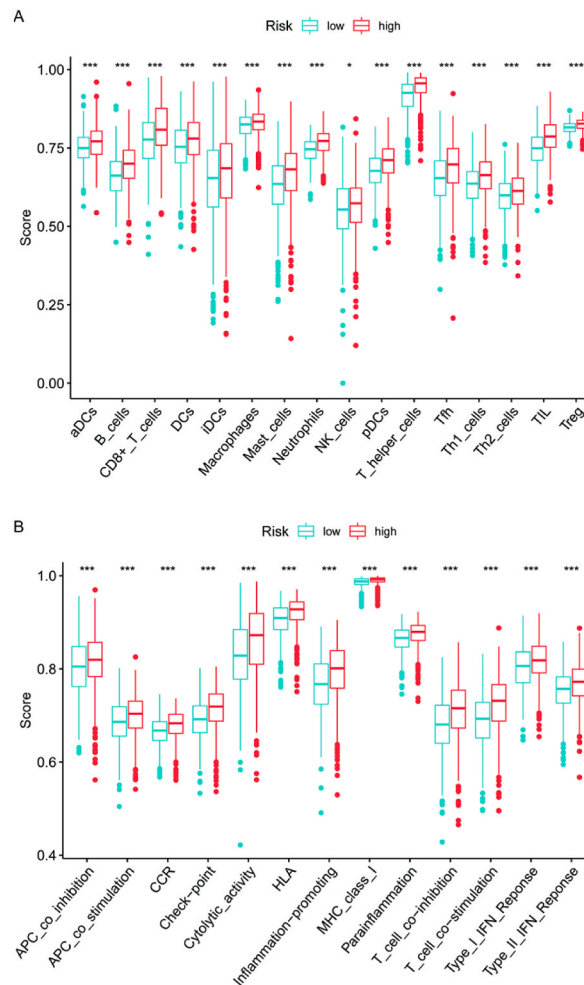 A
Risk low high
*** *** *** *** *** *** *** *** * *** *** *** *** *** *** ***
1.00
0.75
0.50
0.25
0.00
Score
aDCs
B_cells
CD8+_T_cells
DCs
iDCs
Macrophages
Mast_cells
Neutrophils
NK_cells
pDCs
T_helper_cells
Tfh
Th1_cells
Th2_cells
TIL
Treg
B
Risk low high
*** *** *** *** *** *** *** *** *** *** *** *** ***
1.0
0.8
0.6
0.4
Score
APC_co_inhibition
APC_co_stimulation
CCR
Check-point
Cytolytic_activity
HLA
Inflammation-promoting
MHC_class_I
Parainflammation
T_cell_co-inhibition
T_cell_co-stimulation
Type_I_IFN_Reponse
Type_II_IFN_Reponse